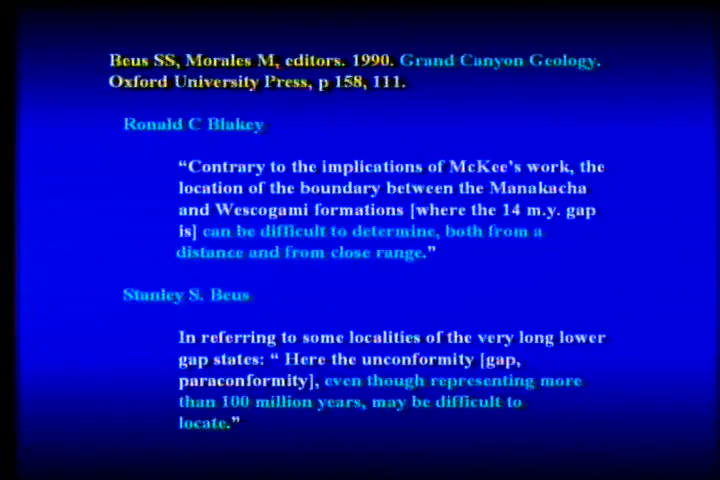 Beus SS, Morales M, editors. 1990. Grand Canyon Geology.
Oxford University Press, p 158, 111.
Ronald C Blakey
“Contrary to the implications of McKee’s work, the
location of the boundary between the Manakacha
and Wescogami formations [where the 14 m.y. gap
is] can be difficult to determine, both from a
distance and from close range.”
Stanley S. Beus
In referring to some localities of the very long lower
gap states: “ Here the unconformity [gap,
paraconformity], even though representing more
than 100 million years, may be difficult to
locate.”